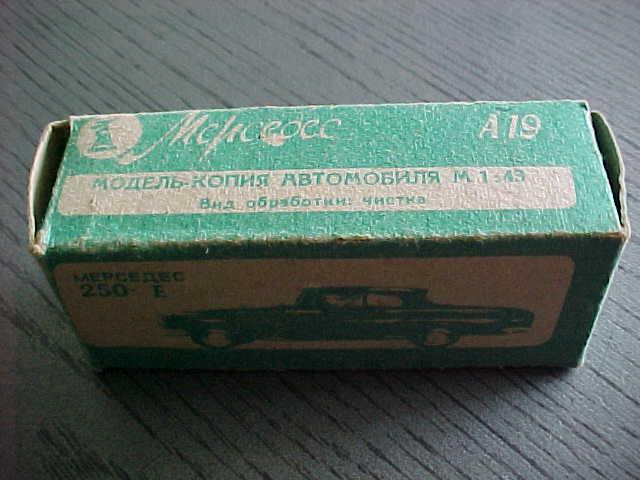 Мерседес
А19
МОДЕЛЬ-КОПИЯ АВТОМОБИЛЯ М 1:43
Вид обработки: чистка
МЕРСЕДЕС
250 Е